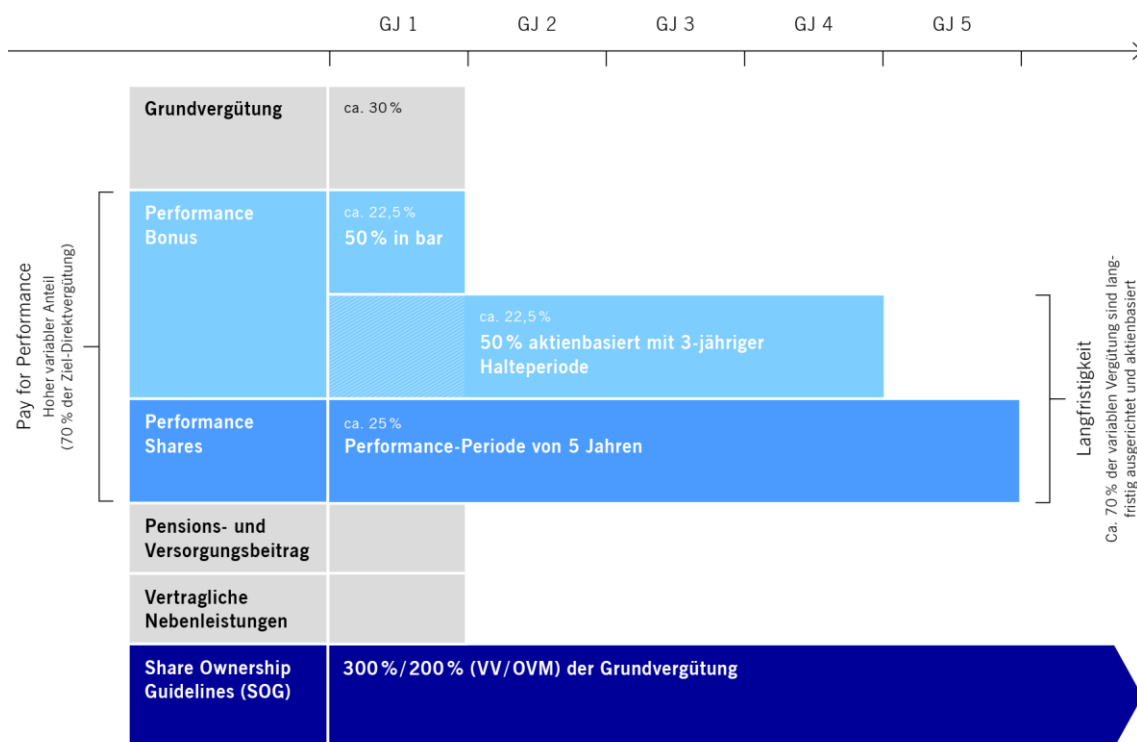 GJ 1
GJ 2
GJ 3
GJ 4
GJ 5
Grundvergütung
ca. 30 %
Pay for Performance
Hoher variabler Anteil
(70 % der Ziel-Direktvergütung)
Performance
Bonus
ca. 22,5 %
50 % in bar
ca. 22,5 %
50 % aktienbasiert mit 3-jähriger
Halteperiode
Performance
Shares
ca. 25 %
Performance-Periode von 5 Jahren
Langfristigkeit
Ca. 70 % der variablen Vergütung sind lang-
fristig ausgerichtet und aktienbasiert
Pensions- und
Versorgungsbeitrag
Vertragliche
Nebenleistungen
Share Ownership
Guidelines (SOG)
300 % / 200 % (VV / OVM) der Grundvergütung